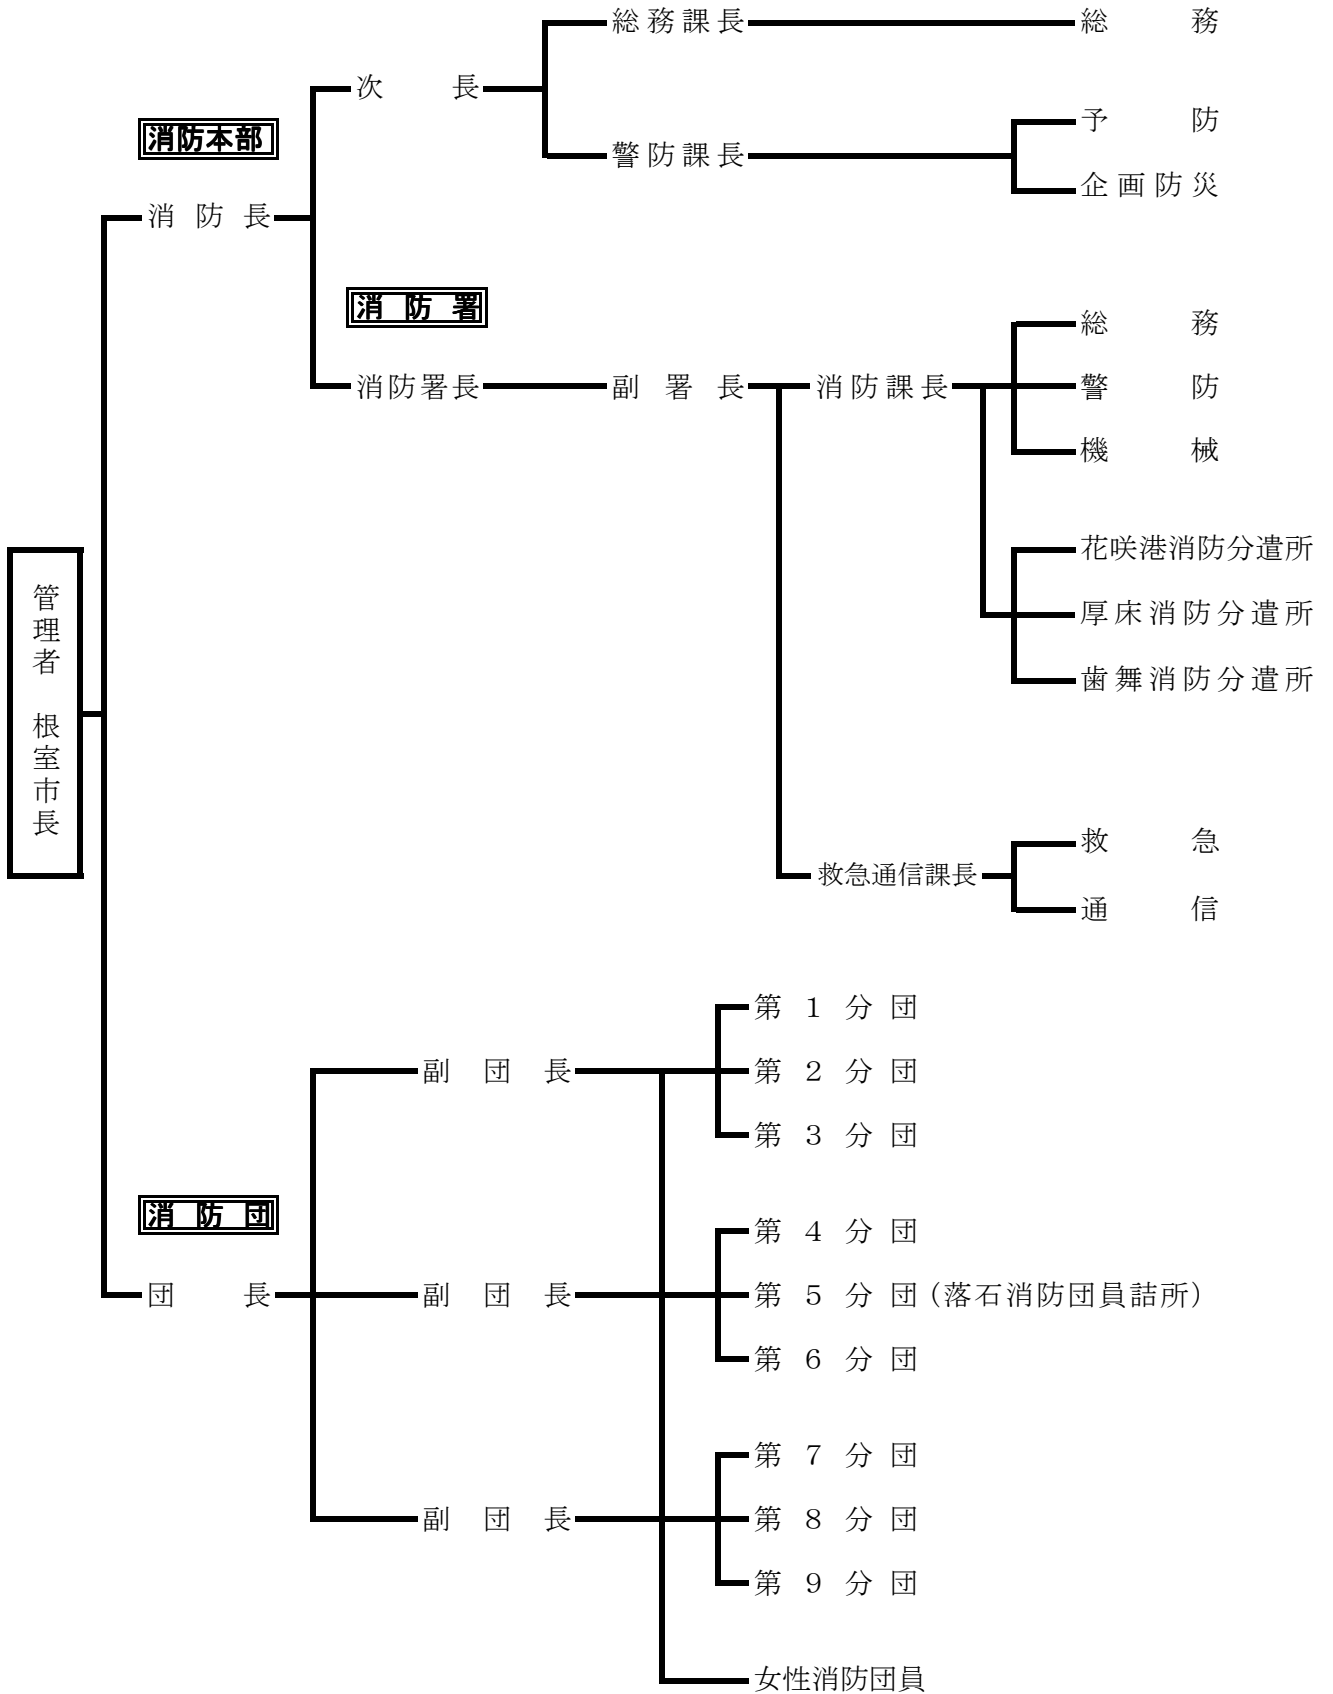 総務課長 総務
次長
予防
消防本部
警防課長
企画防災
消防長
消防署
総務
消防署長 副署長 消防課長 警防
機械
花咲港消防分遣所
管理者 根室市長
厚床消防分遣所
歯舞消防分遣所
救急
救急通信課長
通信
第1分団
副団長 第2分団
第3分団
消防団
第4分団
団長 副団長 第5分団(落石消防団員詰所)
第6分団
第7分団
副団長 第8分団
第9分団
女性消防団員